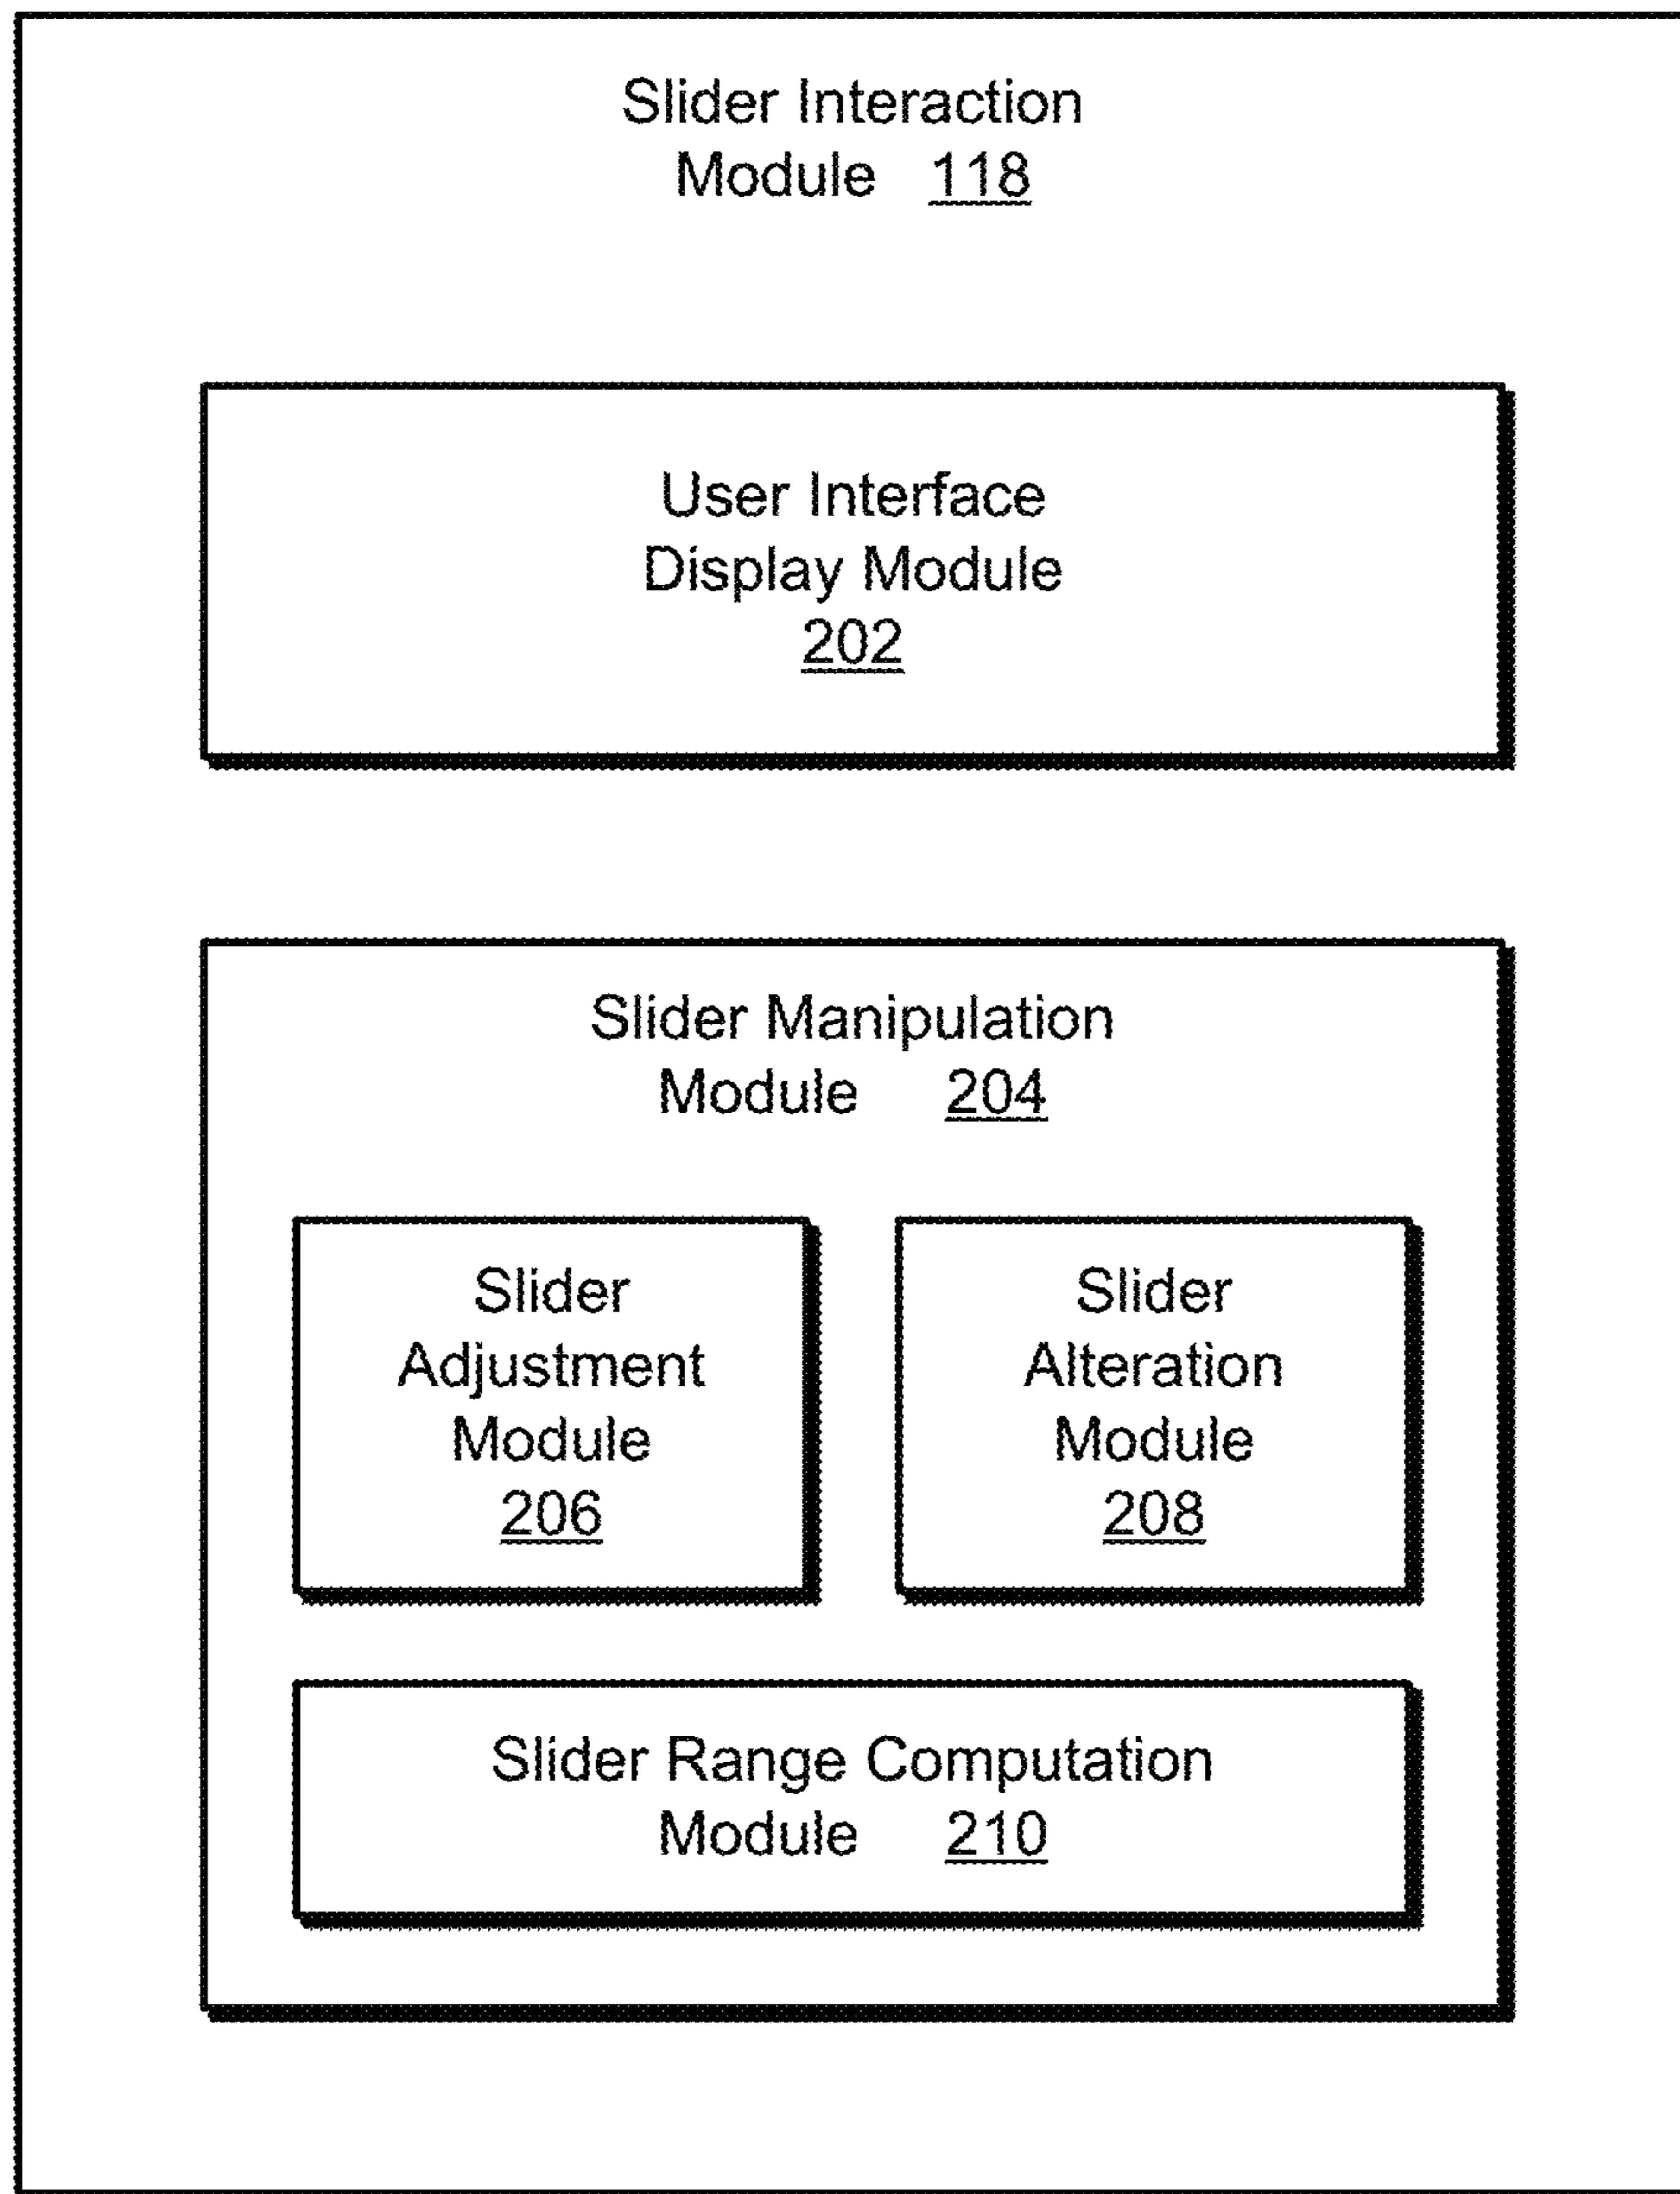 Slider Interaction
Module 118
User Interface
Display Module
202
Slider Manipulation
Module 204
Slider
Adjustment
Module
206
Slider
Alteration
Module
208
Slider Range Computation
Module 210